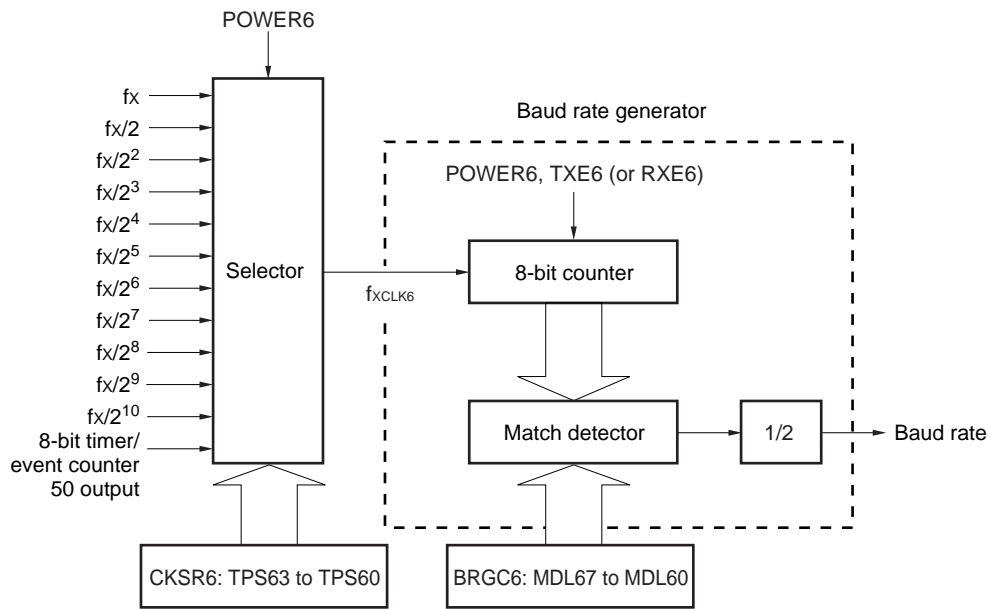 POWER6
fX
fX/2
fX/2²
fX/2³
fX/2⁴
fX/2⁵
fX/2⁶
fX/2⁷
fX/2⁸
fX/2⁹
fX/2¹⁰
8-bit timer/
event counter
50 output
Selector
fXCLK6
Baud rate generator
POWER6, TXE6 (or RXE6)
8-bit counter
Match detector
1/2
Baud rate
CKSR6: TPS63 to TPS60
BRGC6: MDL67 to MDL60